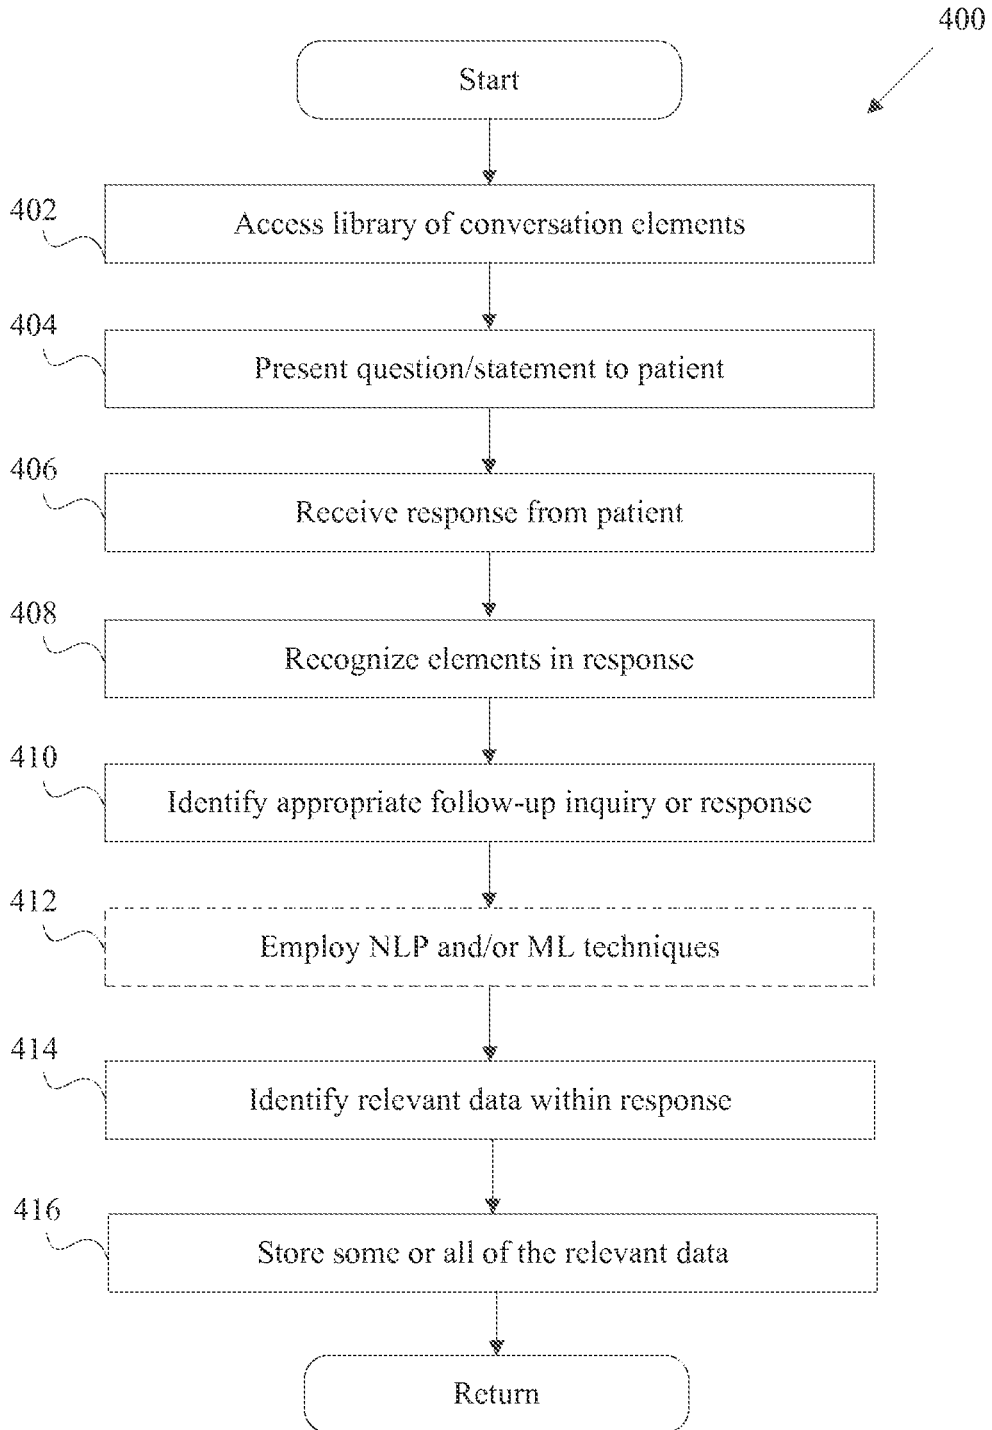 400
Start
402
Access library of conversation elements
404
Present question/statement to patient
406
Receive response from patient
408
Recognize elements in response
410
Identify appropriate follow-up inquiry or response
412
Employ NLP and/or ML techniques
414
Identify relevant data within response
416
Store some or all of the relevant data
Return